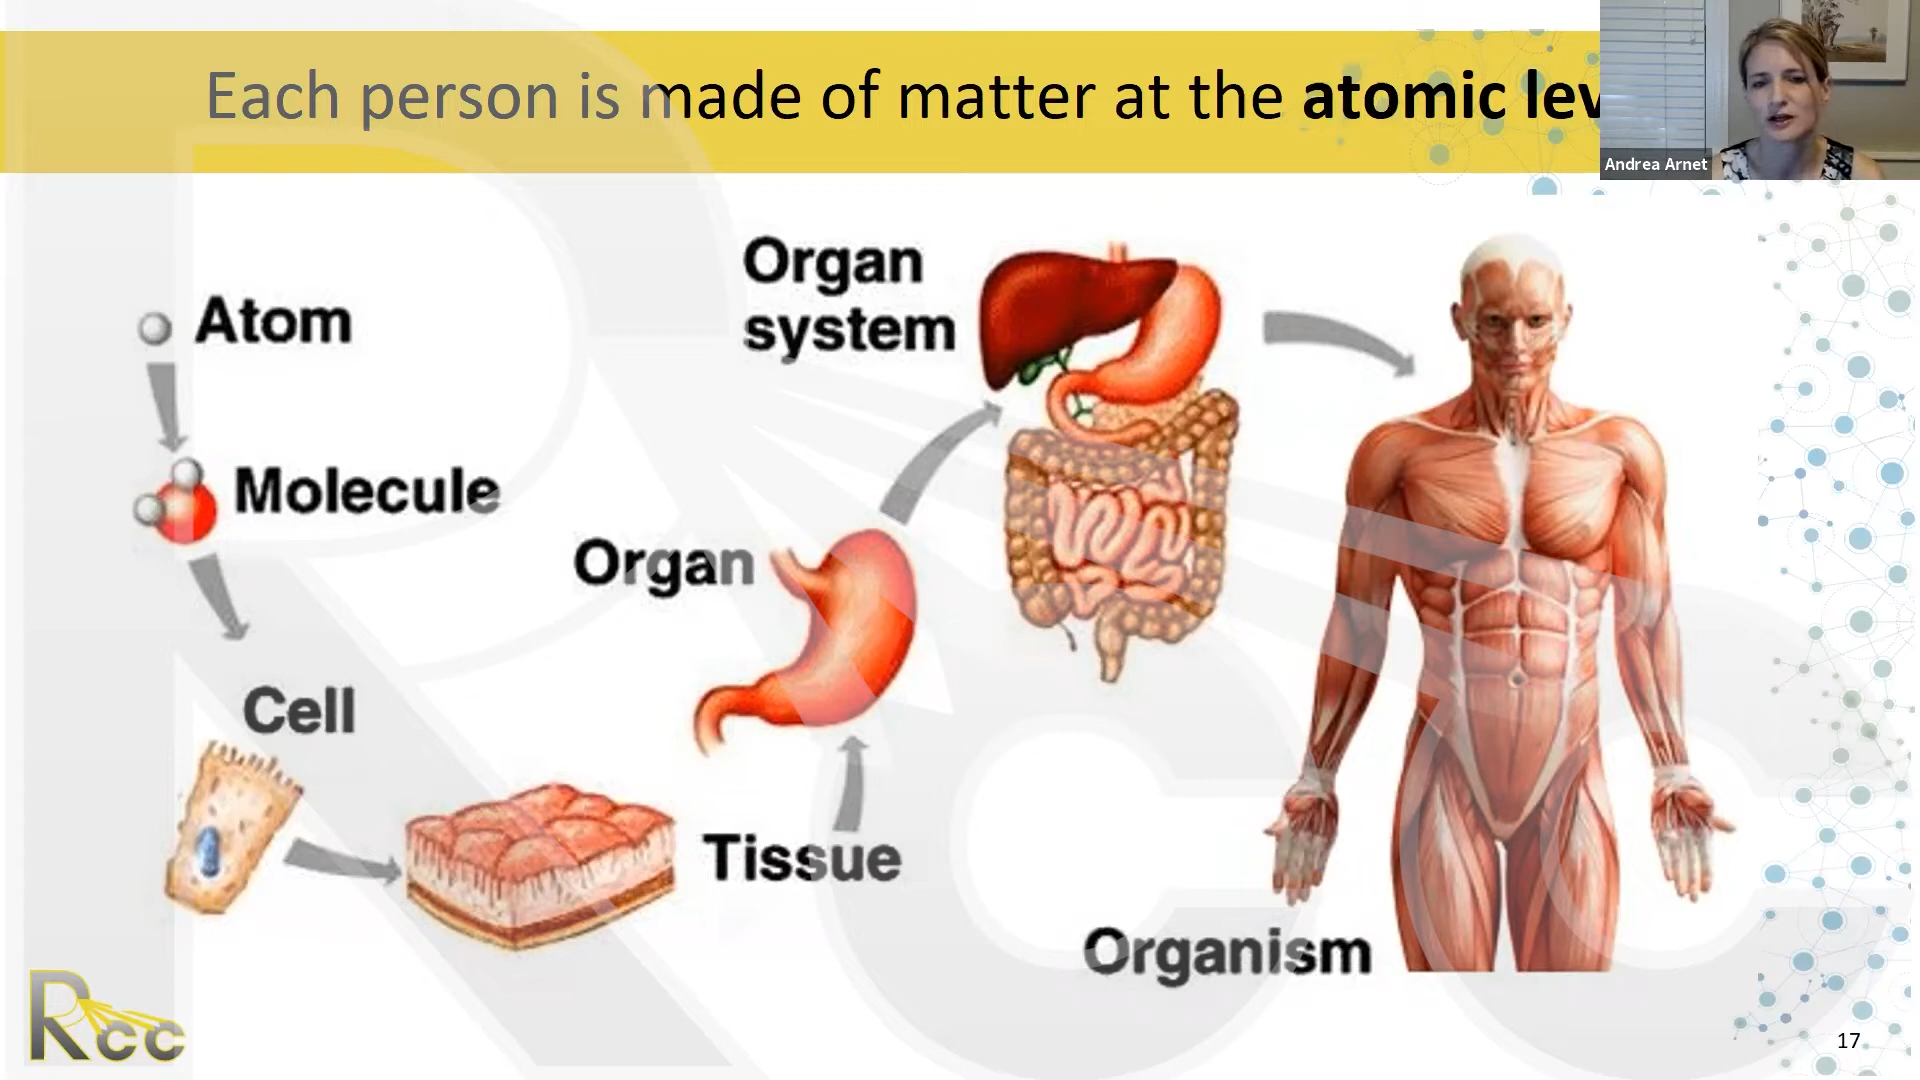 Each person is made of matter at the atomic lev
Andrea Arnet
Atom
Molecule
Cell
Tissue
Organ
Organ
system
Organism
Rcc
17